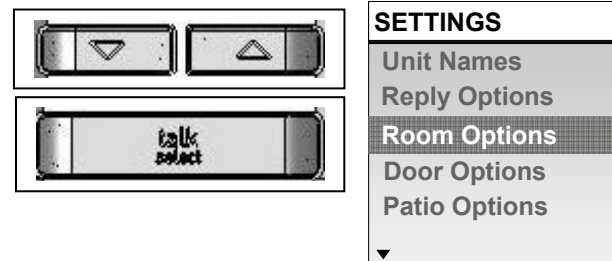 talk
select
SETTINGS
Unit Names
Reply Options
Room Options
Door Options
Patio Options